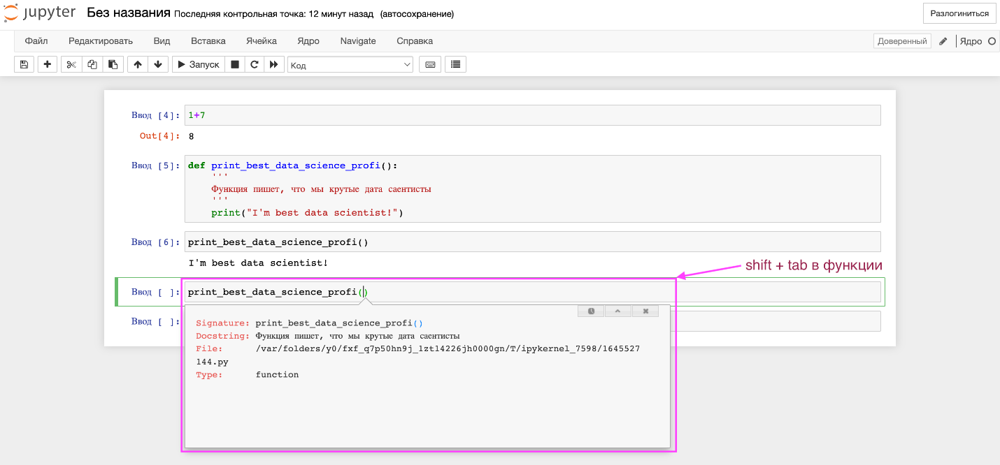 jupyter Без названия Последняя контрольная точка: 12 минут назад (автосохранение) Разлогиниться
Файл Редактировать Вид Вставка Ячейка Ядро Navigate Справка Доверенный Ядро
Запуск Код
Ввод [4]: 1+7
Out[4]: 8
Ввод [5]: def print_best_data_science_profi():
'''
Функция пишет, что мы крутые дата саентисты
'''
print("I'm best data scientist!")
Ввод [6]: print_best_data_science_profi()
I'm best data scientist!
shift + tab в функции
Ввод [ ]: print_best_data_science_profi()
Ввод [ ]:
Signature: print_best_data_science_profi()
Docstring: Функция пишет, что мы крутые дата саентисты
File: /var/folders/y0/fxf_q7p50hn9j_1zt14226jh0000gn/T/ipykernel_7598/1645527
144.py
Type: function